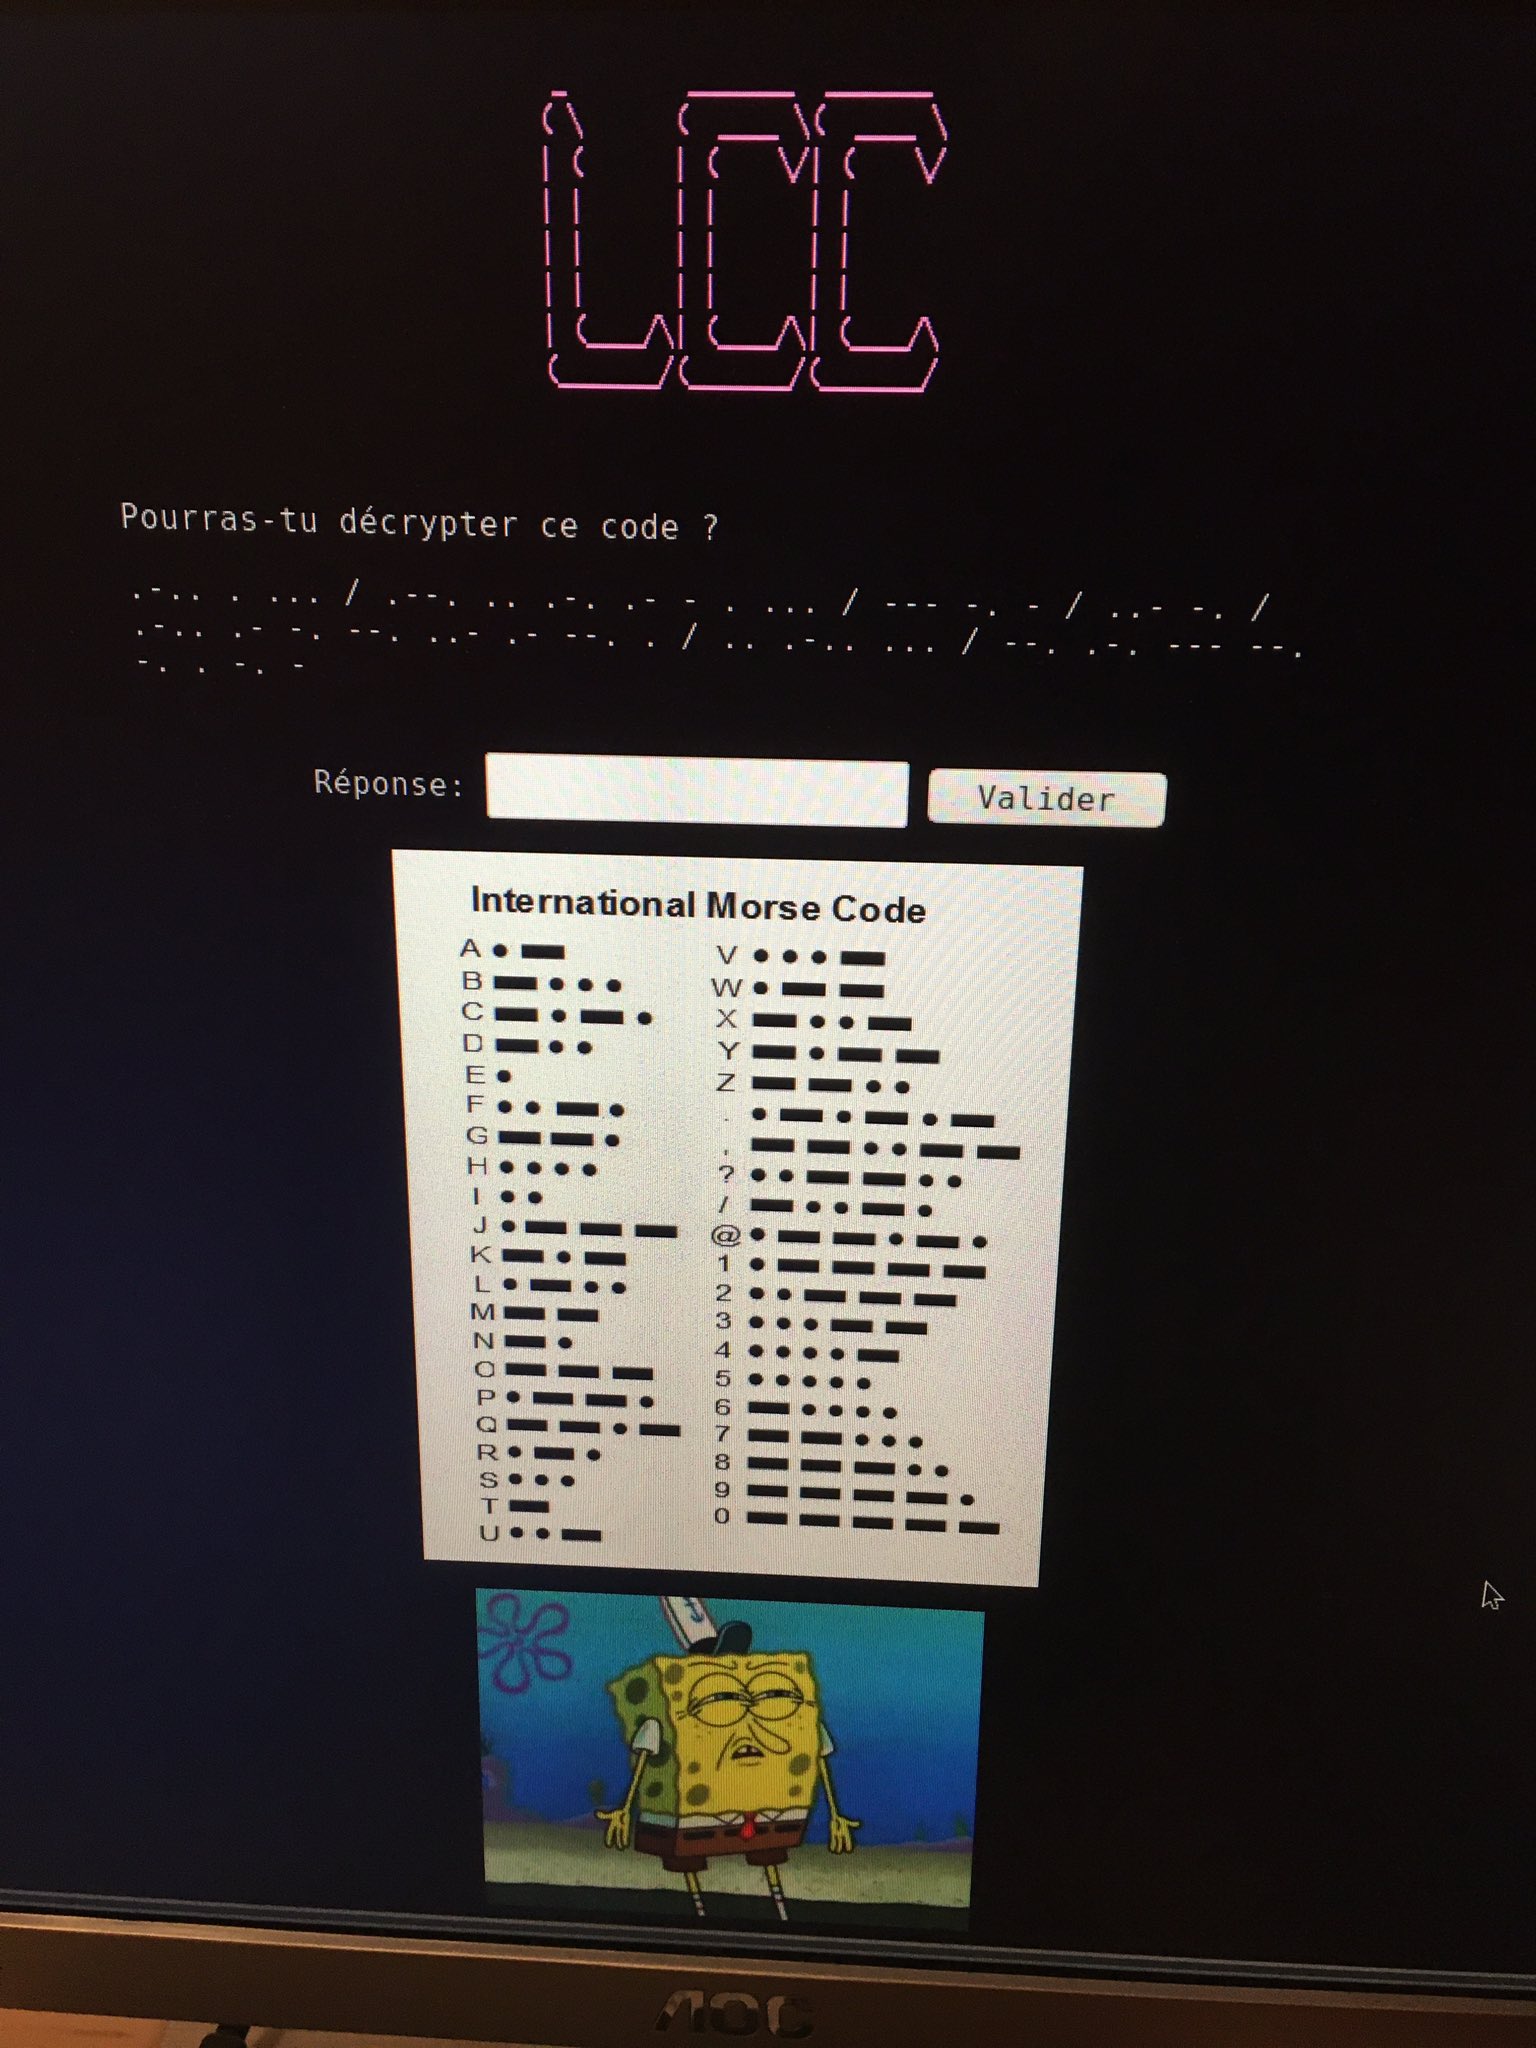 LCC
Pourras-tu décrypter ce code ?
.-.. . ... / .--. .. .-. .- - . ... / --- -. - / ..- -. /
.-.. .- -. --. ..- .- --. . / .. .-.. ... / --. .-. --- --.
-. . -. -
Réponse:
Valider
International Morse Code
A • ▬
B ▬ • • •
C ▬ • ▬ •
D ▬ • •
E •
F • • ▬ •
G ▬ ▬ •
H • • • •
I • •
J • ▬ ▬ ▬
K ▬ • ▬
L • ▬ • •
M ▬ ▬
N ▬ •
O ▬ ▬ ▬
P • ▬ ▬ •
Q ▬ ▬ • ▬
R • ▬ •
S • • •
T ▬
U • • ▬
V • • • ▬
W • ▬ ▬
X ▬ • • ▬
Y ▬ • ▬ ▬
Z ▬ ▬ • •
. • ▬ • ▬ • ▬
, ▬ ▬ • • ▬ ▬
? • • ▬ ▬ • •
/ ▬ • • ▬ •
@ • ▬ ▬ • ▬ •
1 • ▬ ▬ ▬ ▬
2 • • ▬ ▬ ▬
3 • • • ▬ ▬
4 • • • • ▬
5 • • • • •
6 ▬ • • • •
7 ▬ ▬ • • •
8 ▬ ▬ ▬ • •
9 ▬ ▬ ▬ ▬ •
0 ▬ ▬ ▬ ▬ ▬
AOC